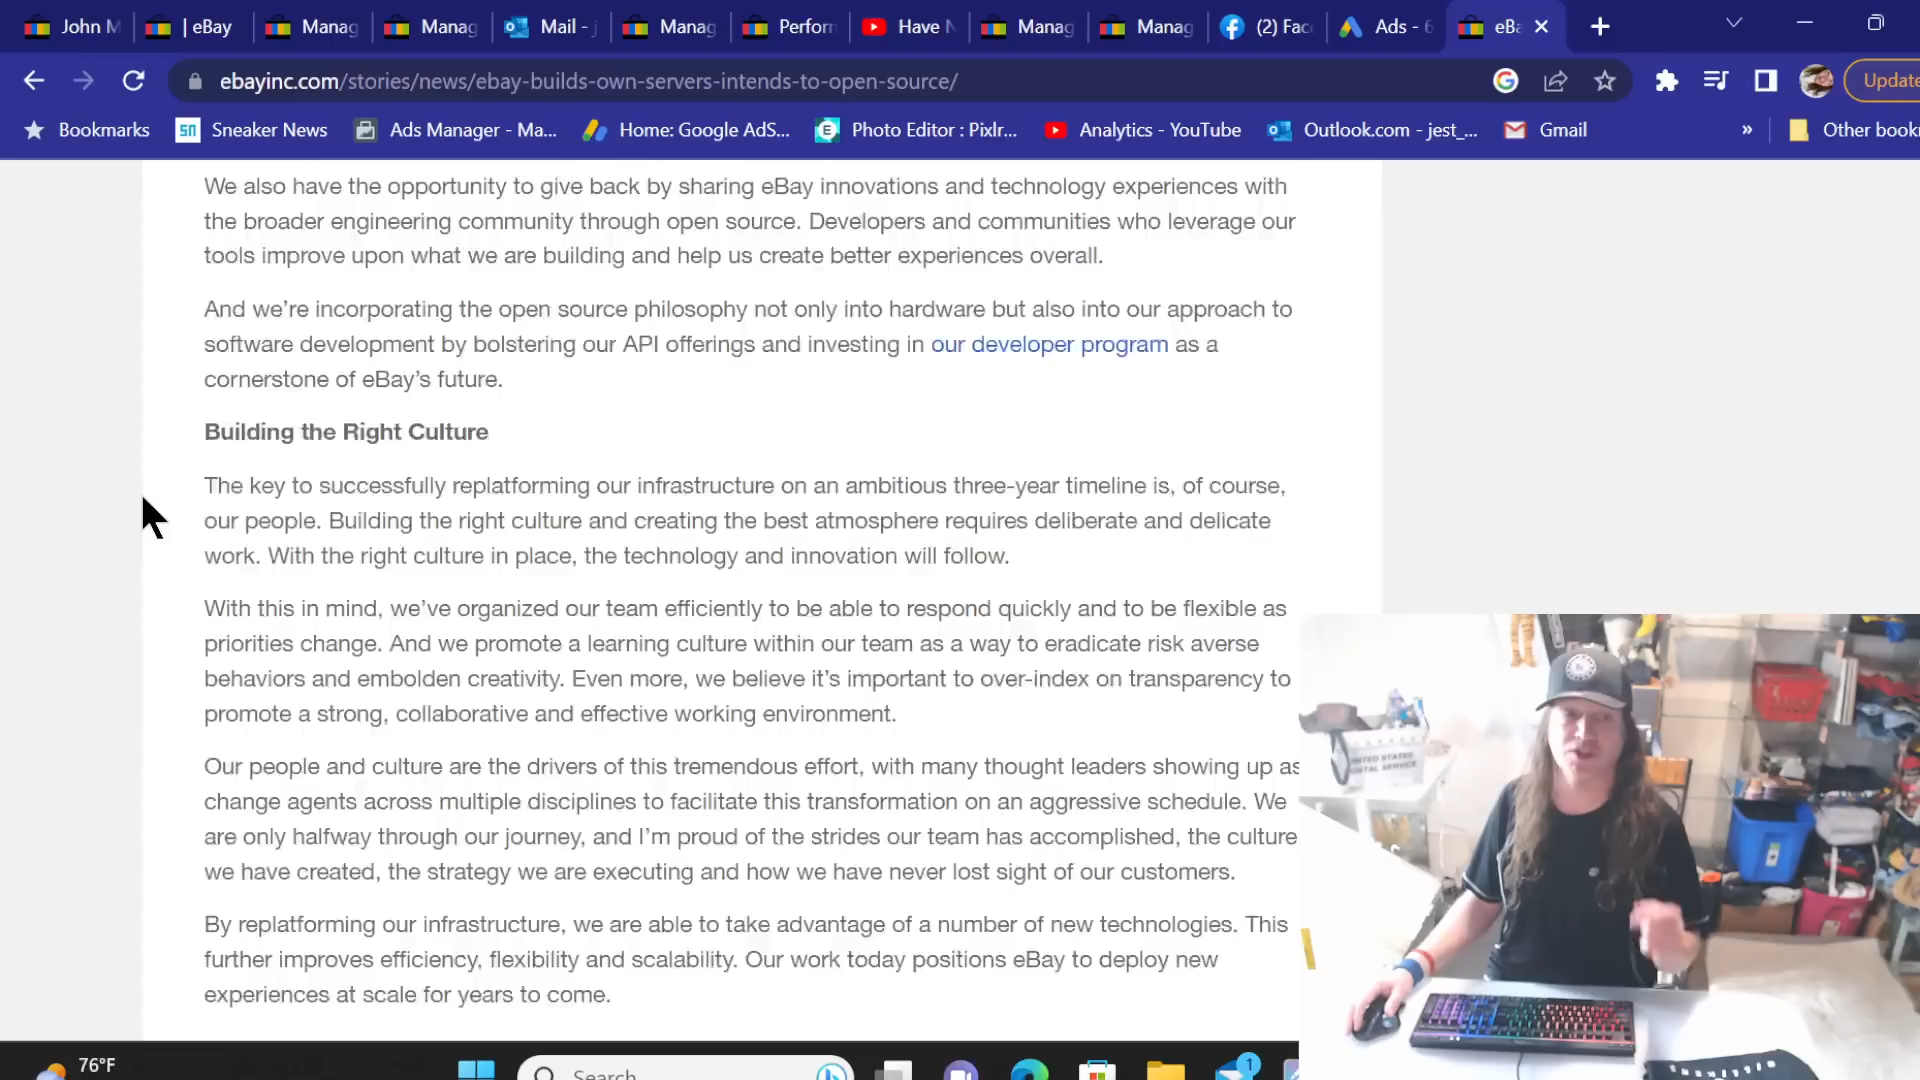 John M
| eBay
Manag
Manag
Mail - j
Manag
Perform
Have N
Manag
Manag
(2) Fac
Ads - 6
eBa
ebayinc.com/stories/news/ebay-builds-own-servers-intends-to-open-source/
Update
Bookmarks
Sneaker News
Ads Manager - Ma...
Home: Google AdS...
Photo Editor : Pixlr...
Analytics - YouTube
Outlook.com - jest_...
Gmail
»
Other book
We also have the opportunity to give back by sharing eBay innovations and technology experiences with
the broader engineering community through open source. Developers and communities who leverage our
tools improve upon what we are building and help us create better experiences overall.
And we’re incorporating the open source philosophy not only into hardware but also into our approach to
software development by bolstering our API offerings and investing in our developer program as a
cornerstone of eBay’s future.
Building the Right Culture
The key to successfully replatforming our infrastructure on an ambitious three-year timeline is, of course,
our people. Building the right culture and creating the best atmosphere requires deliberate and delicate
work. With the right culture in place, the technology and innovation will follow.
With this in mind, we’ve organized our team efficiently to be able to respond quickly and to be flexible as
priorities change. And we promote a learning culture within our team as a way to eradicate risk averse
behaviors and embolden creativity. Even more, we believe it’s important to over-index on transparency to
promote a strong, collaborative and effective working environment.
Our people and culture are the drivers of this tremendous effort, with many thought leaders showing up as
change agents across multiple disciplines to facilitate this transformation on an aggressive schedule. We
are only halfway through our journey, and I’m proud of the strides our team has accomplished, the culture
we have created, the strategy we are executing and how we have never lost sight of our customers.
By replatforming our infrastructure, we are able to take advantage of a number of new technologies. This
further improves efficiency, flexibility and scalability. Our work today positions eBay to deploy new
experiences at scale for years to come.
UNITED STATES
POSTAL SERVICE
76°F
Search
1